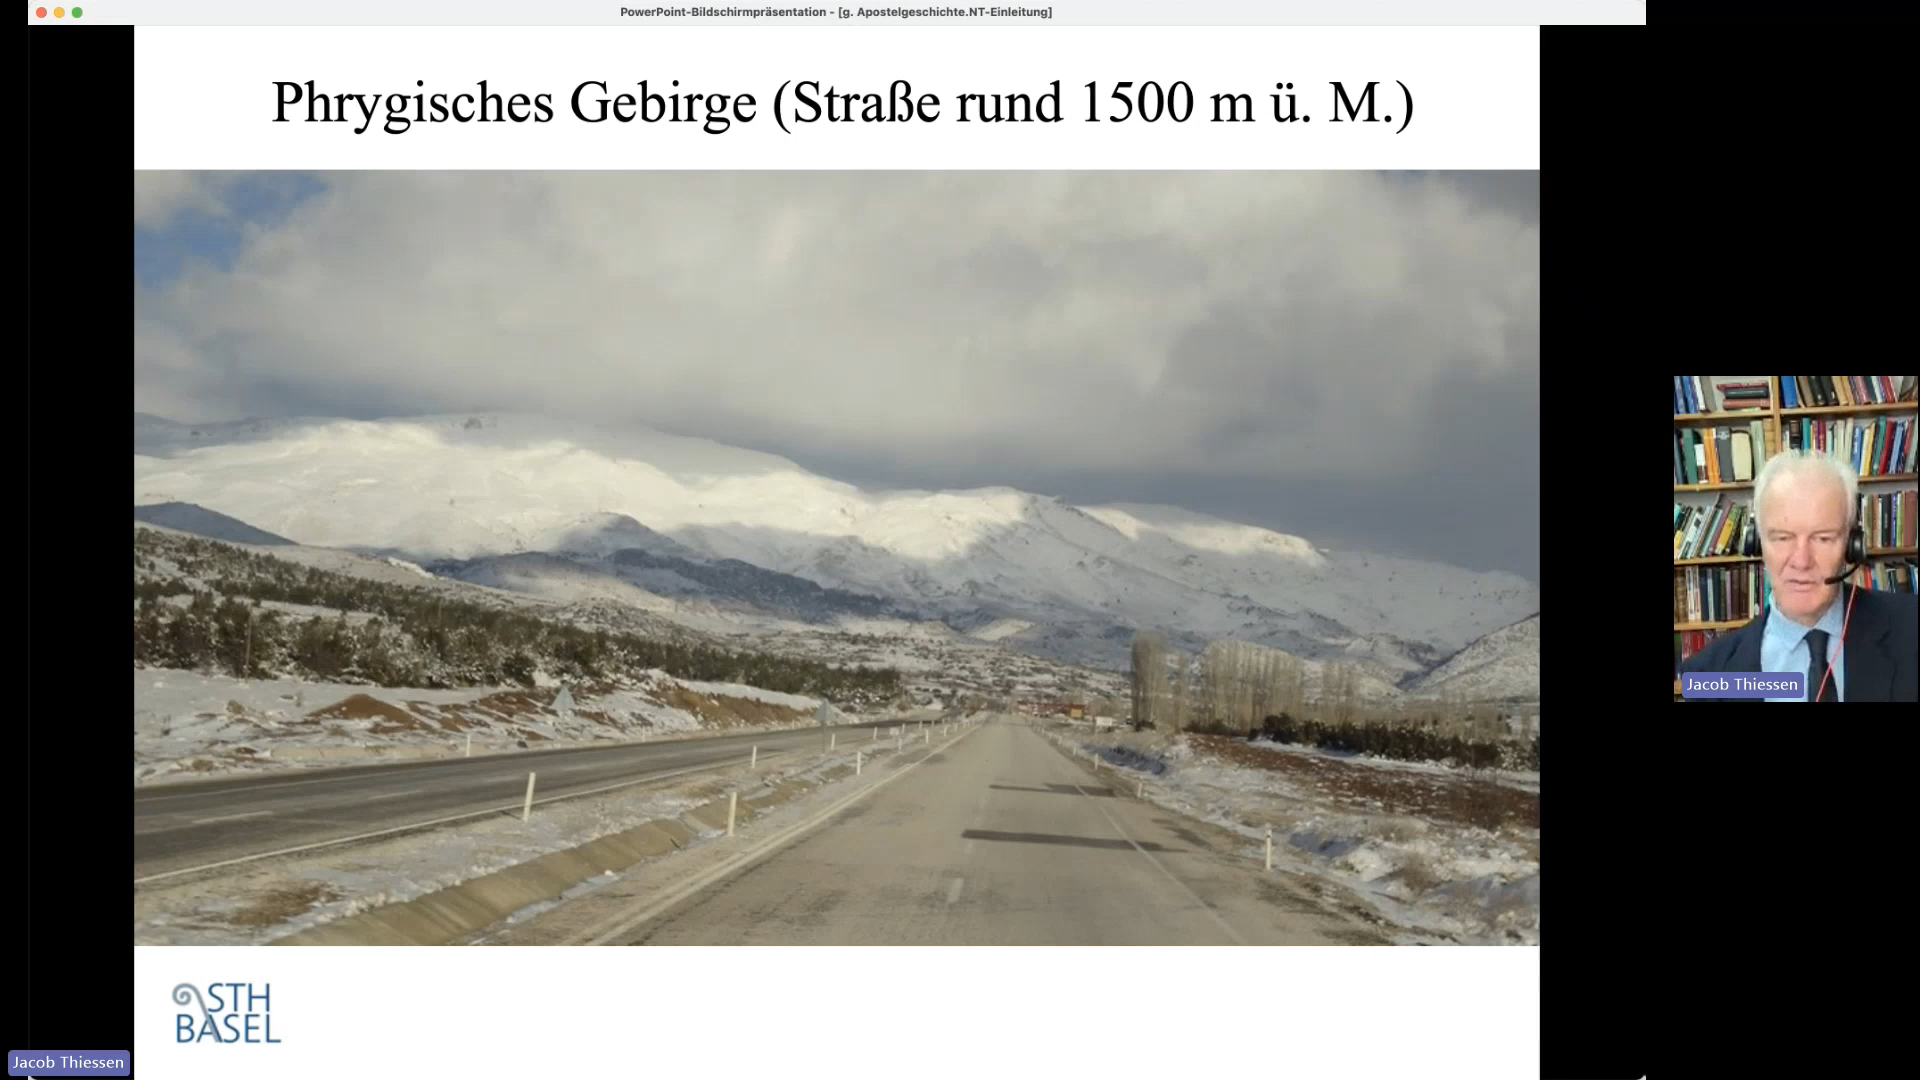 PowerPoint-Bildschirmpräsentation - [g. Apostelgeschichte.NT-Einleitung]
Phrygisches Gebirge (Straße rund 1500 m ü. M.)
Jacob Thiessen
STH
BASEL
Jacob Thiessen